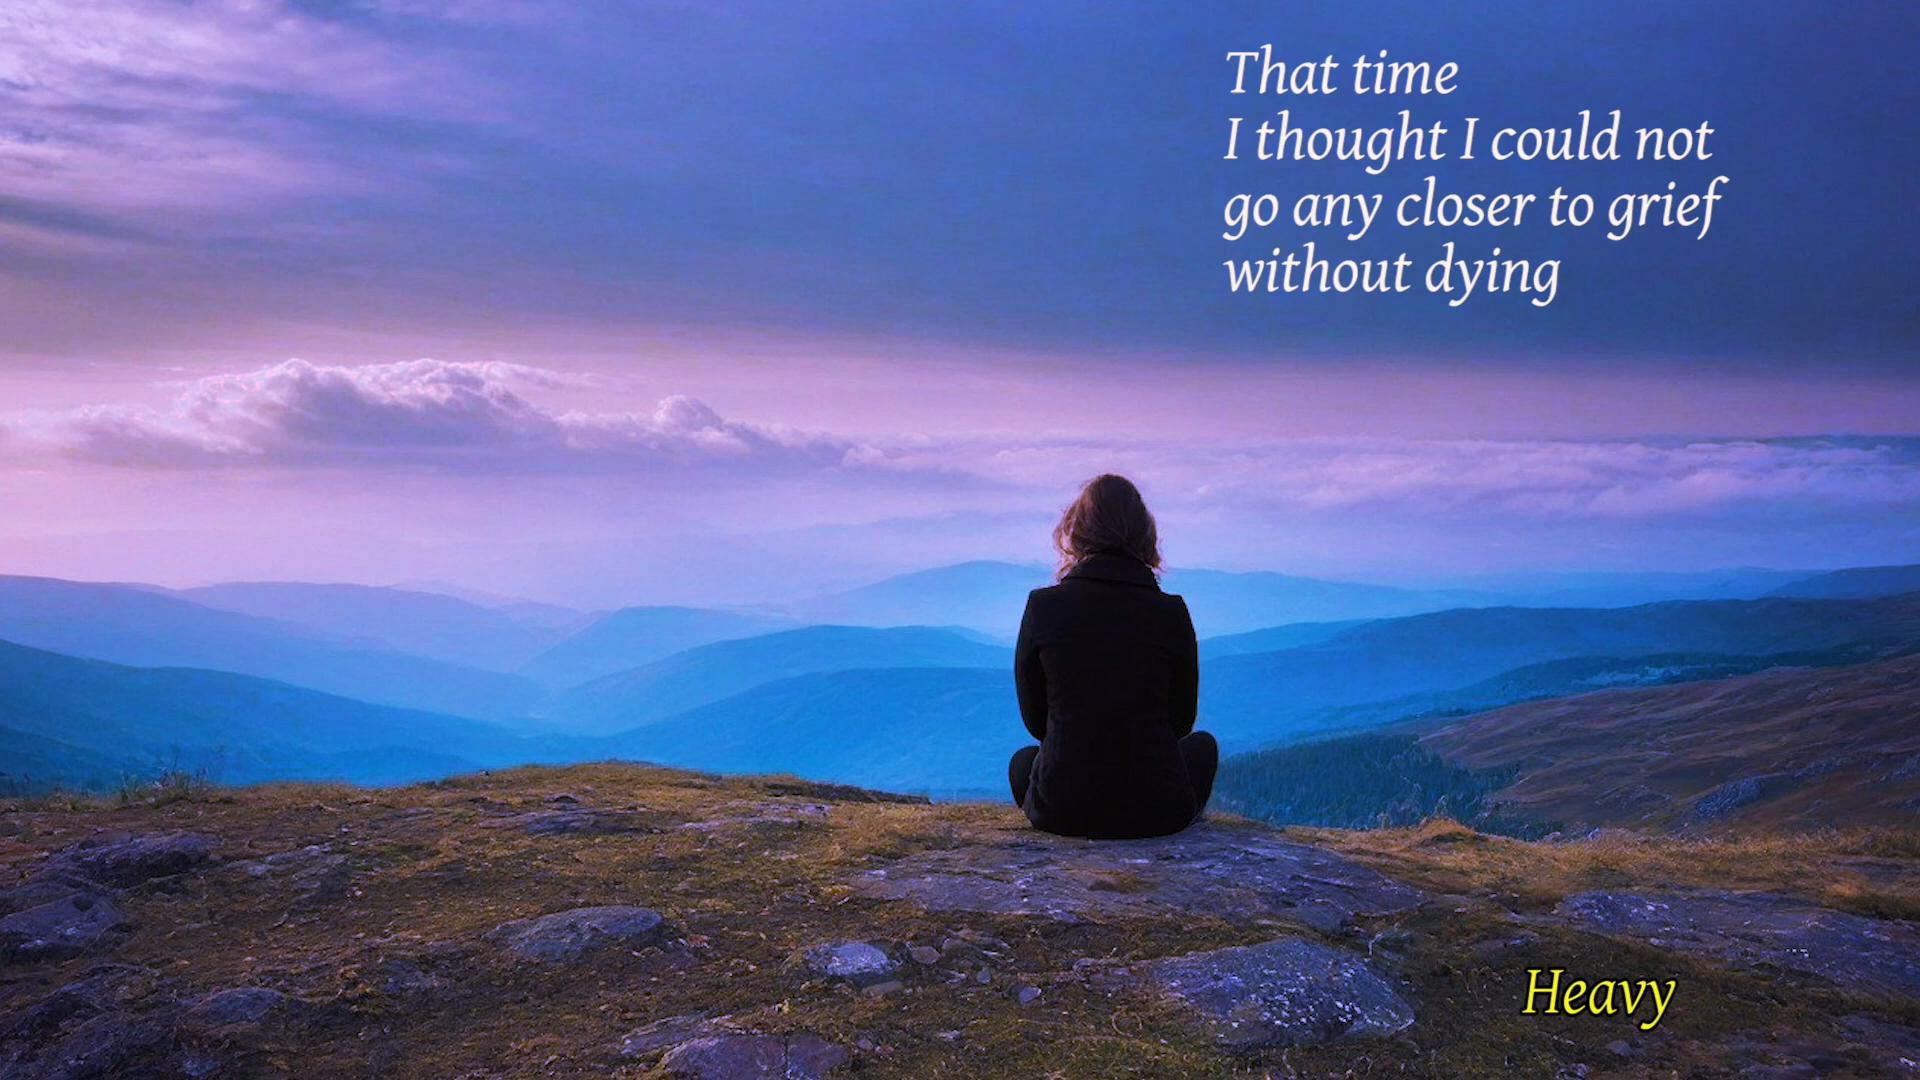 That time
I thought I could not
go any closer to grief
without dying
Heavy